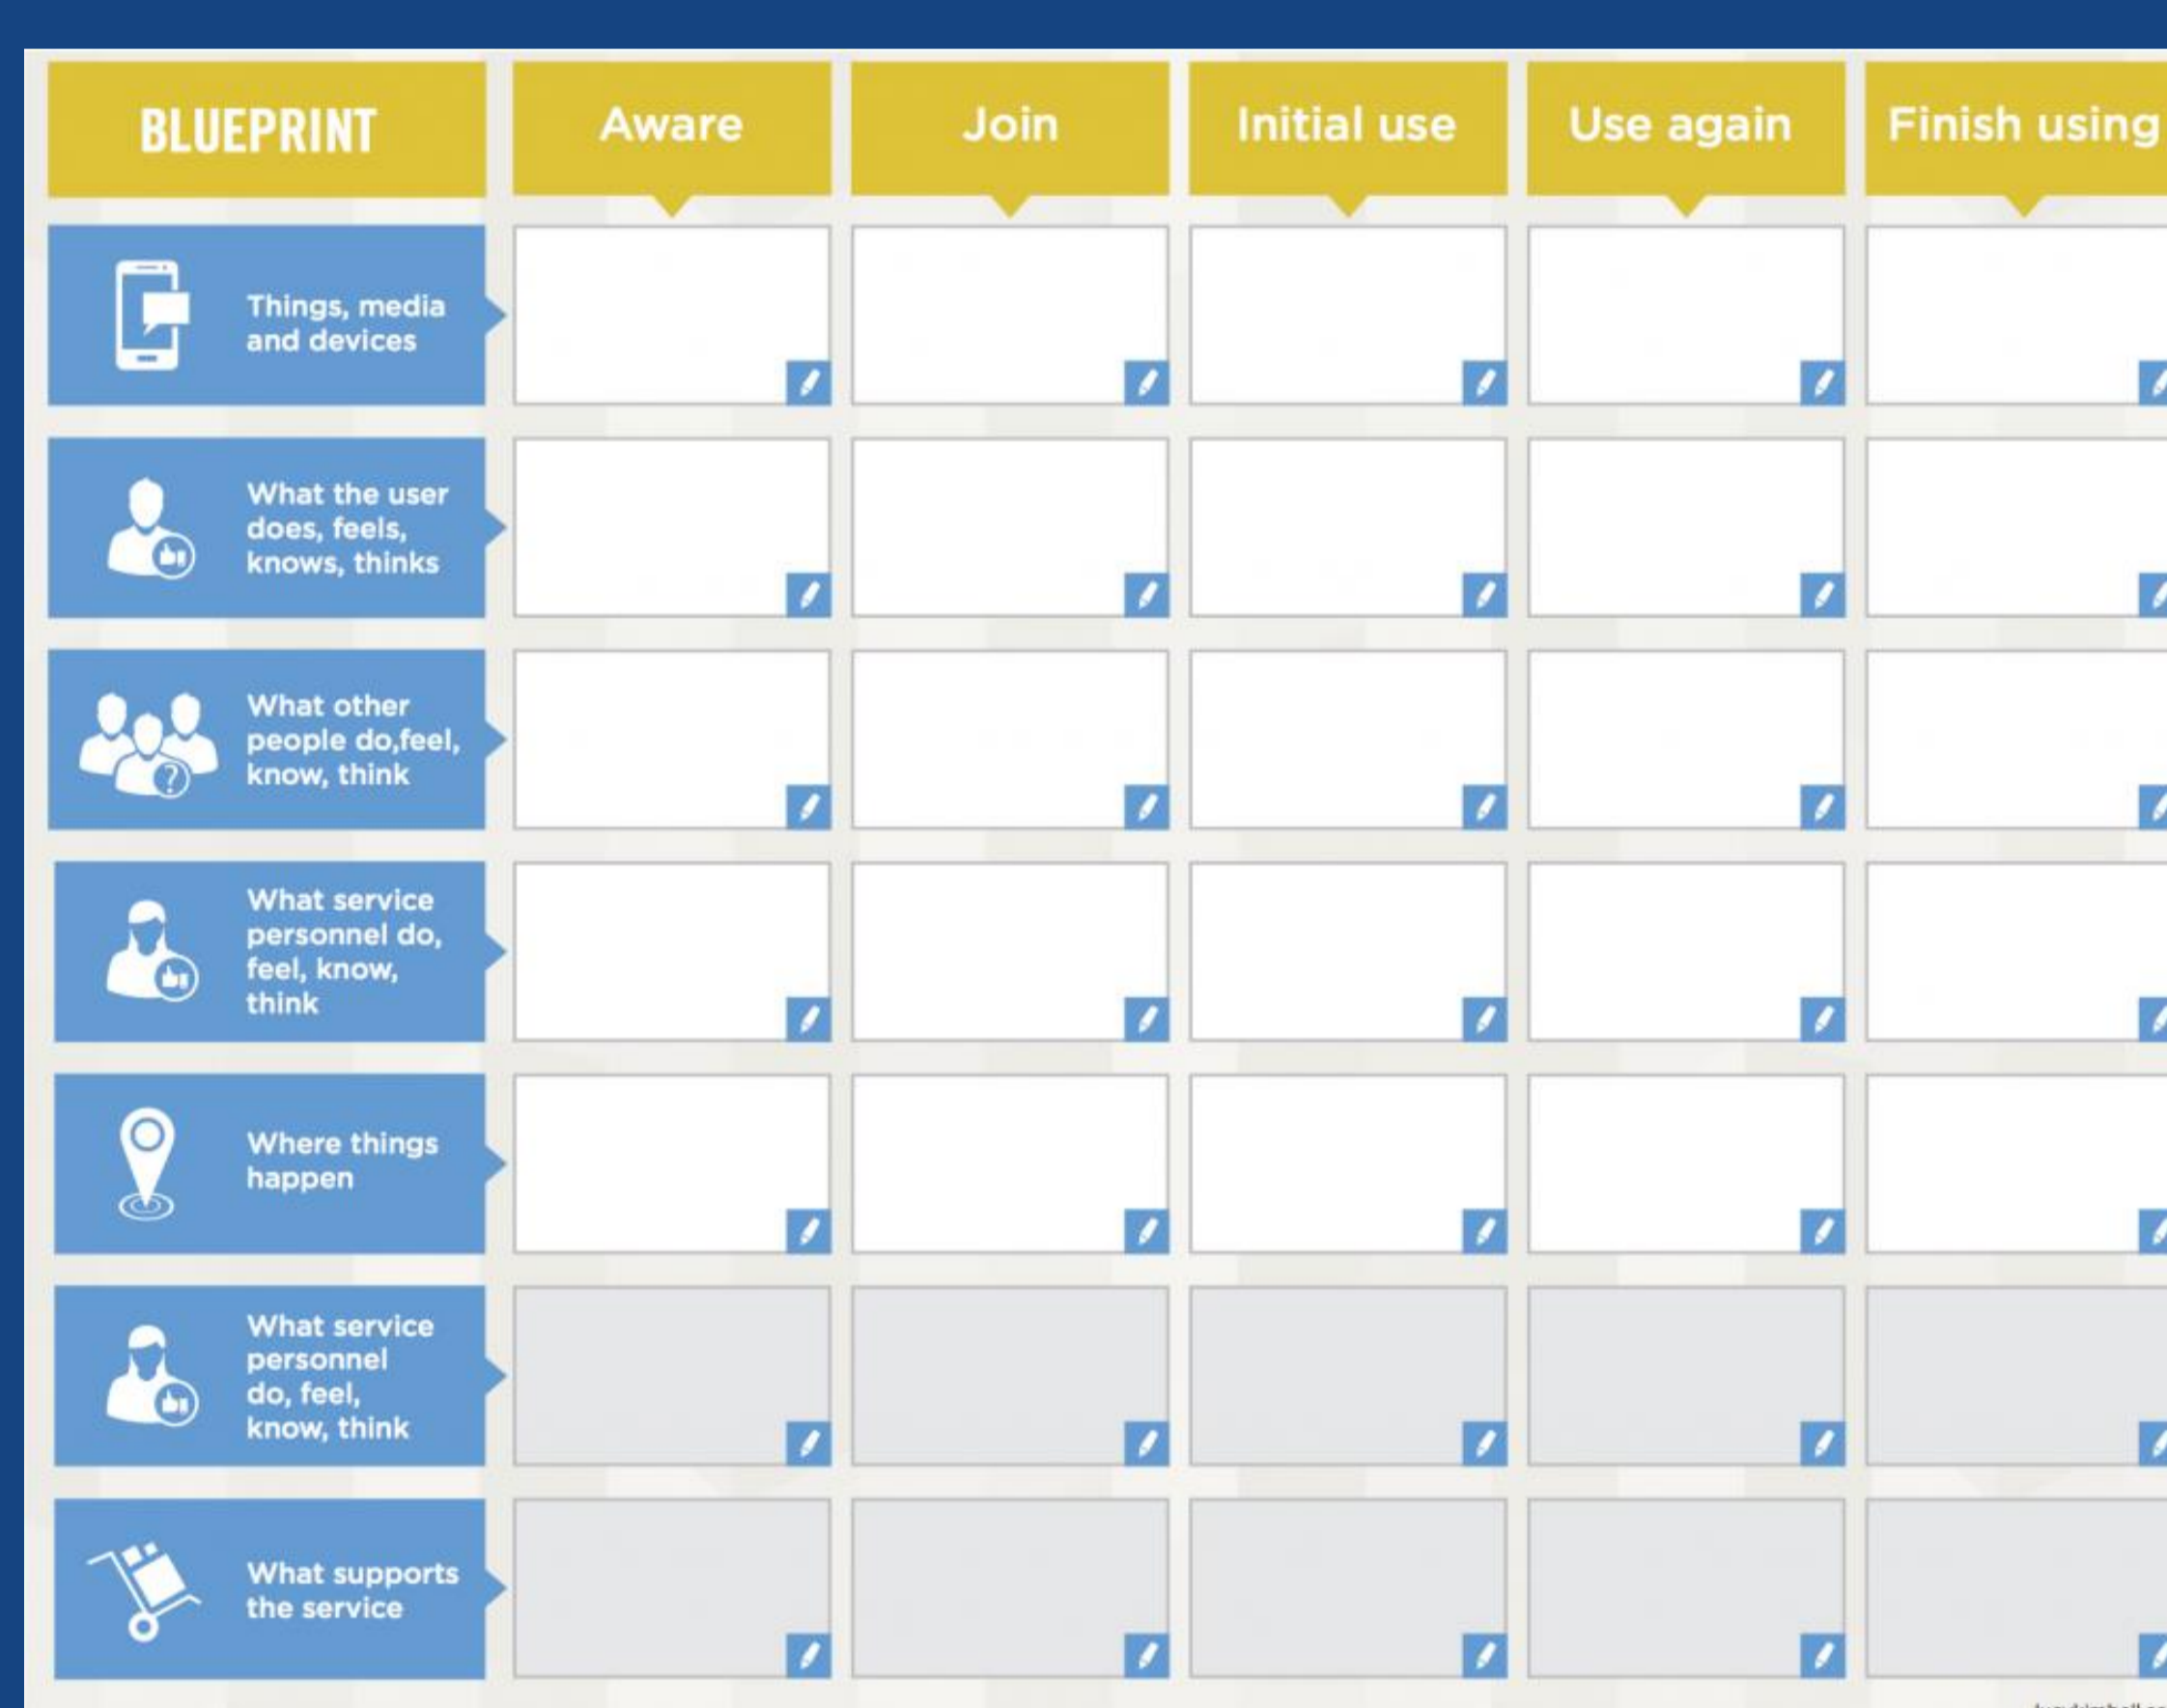 BLUEPRINT
Aware
Join
Initial use
Use again
Finish using
Things, media
and devices
What the user
does, feels,
knows, thinks
What other
people do,feel,
know, think
What service
personnel do,
feel, know,
think
Where things
happen
What service
personnel
do, feel,
know, think
What supports
the service